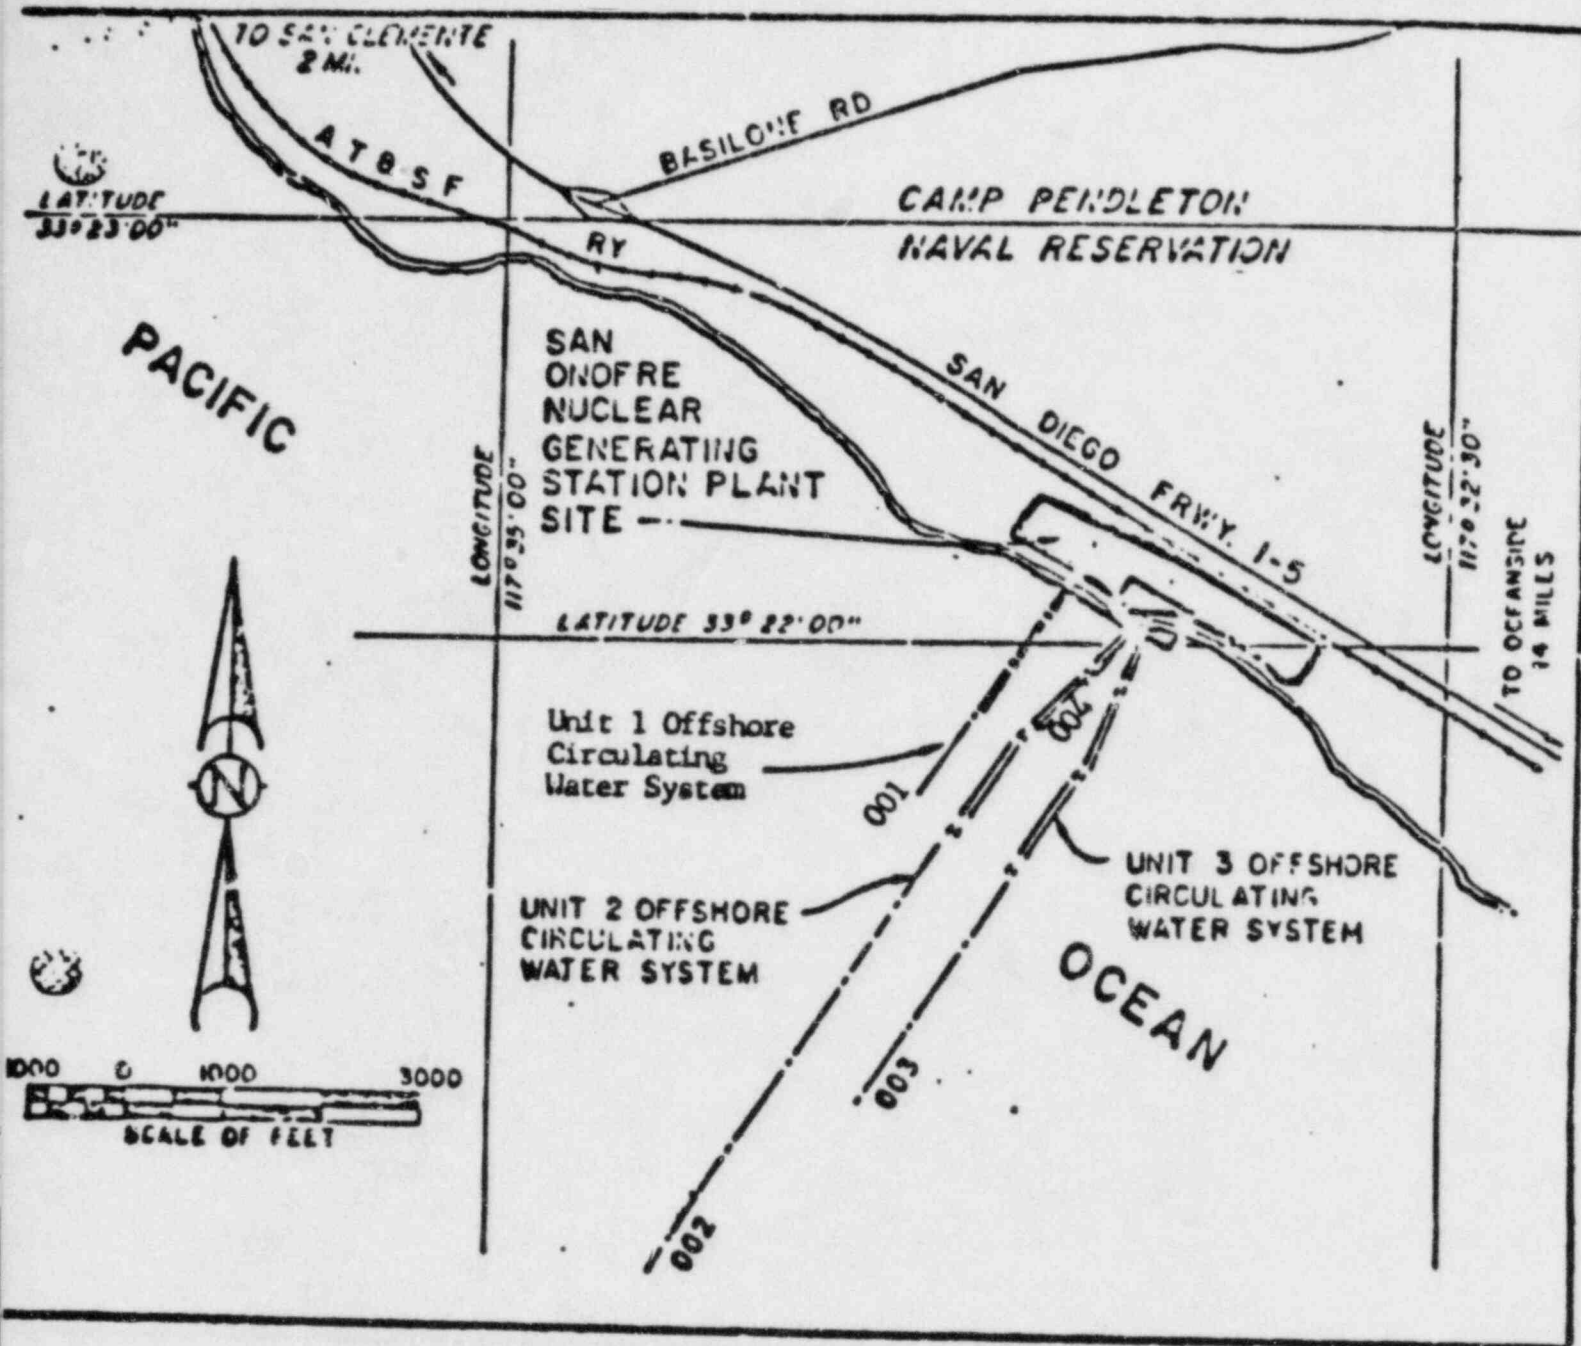 TO SAN CLEMENTE
2 MI.
A T & S F
RY
BASILONE RD
LATITUDE
33° 23' 00"
CAMP PENDLETON
NAVAL RESERVATION
PACIFIC
SAN
ONOFRE
NUCLEAR
GENERATING
STATION PLANT
SITE
SAN DIEGO FRWY. I-5
LONGITUDE
117° 35' 00"
LONGITUDE
117° 32' 30"
TO OCEANSIDE
14 MILLS
LATITUDE 33° 22' 00"
Unit 1 Offshore
Circulating
Water System
001
004
N
UNIT 2 OFFSHORE
CIRCULATING
WATER SYSTEM
UNIT 3 OFFSHORE
CIRCULATING
WATER SYSTEM
OCEAN
1000 0 1000 3000
SCALE OF FEET
003
002